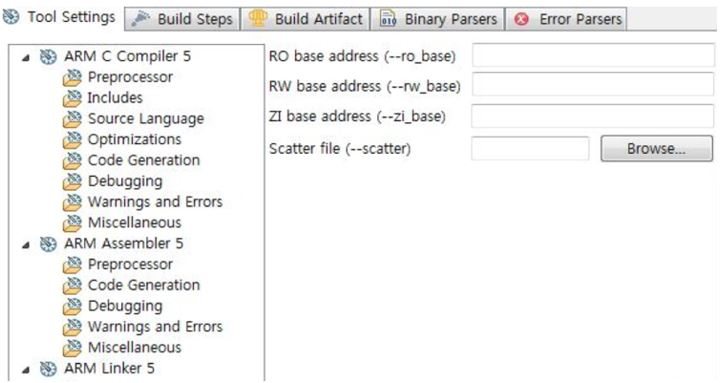 Tool Settings Build Steps Build Artifact Binary Parsers Error Parsers
ARM C Compiler 5
Preprocessor
Includes
Source Language
Optimizations
Code Generation
Debugging
Warnings and Errors
Miscellaneous
ARM Assembler 5
Preprocessor
Code Generation
Debugging
Warnings and Errors
Miscellaneous
ARM Linker 5
RO base address (--ro_base)
RW base address (--rw_base)
ZI base address (--zi_base)
Scatter file (--scatter) Browse...